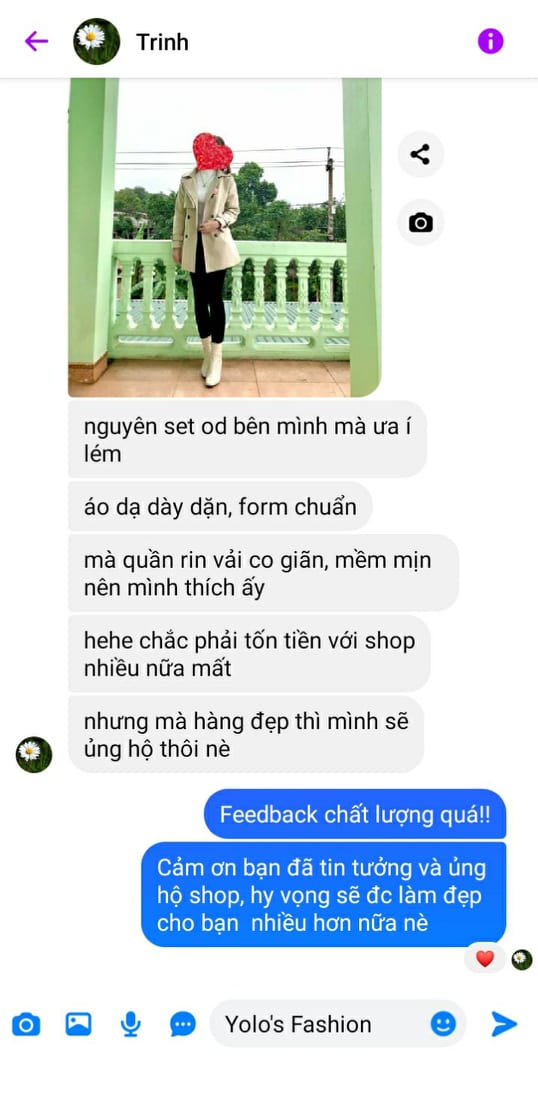 Trinh
nguyên set od bên mình mà ưa í
lém
áo dạ dày dặn, form chuẩn
mà quần rin vải co giãn, mềm mịn
nên mình thích ấy
hehe chắc phải tốn tiền với shop
nhiều nữa mất
nhưng mà hàng đẹp thì mình sẽ
ủng hộ thôi nè
Feedback chất lượng quá!!
Cảm ơn bạn đã tin tưởng và ủng
hộ shop, hy vọng sẽ đc làm đẹp
cho bạn  nhiều hơn nữa nè
Yolo's Fashion